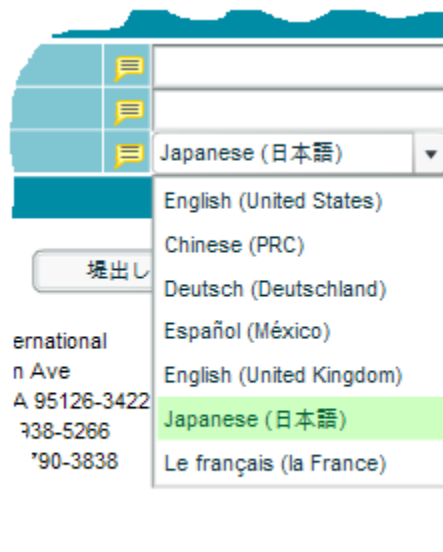 Japanese (日本語)
English (United States)
Chinese (PRC)
堤出し
Deutsch (Deutschland)
Español (México)
ernational
n Ave
English (United Kingdom)
A 95126-3422
Japanese (日本語)
938-5266
790-3838
Le français (la France)